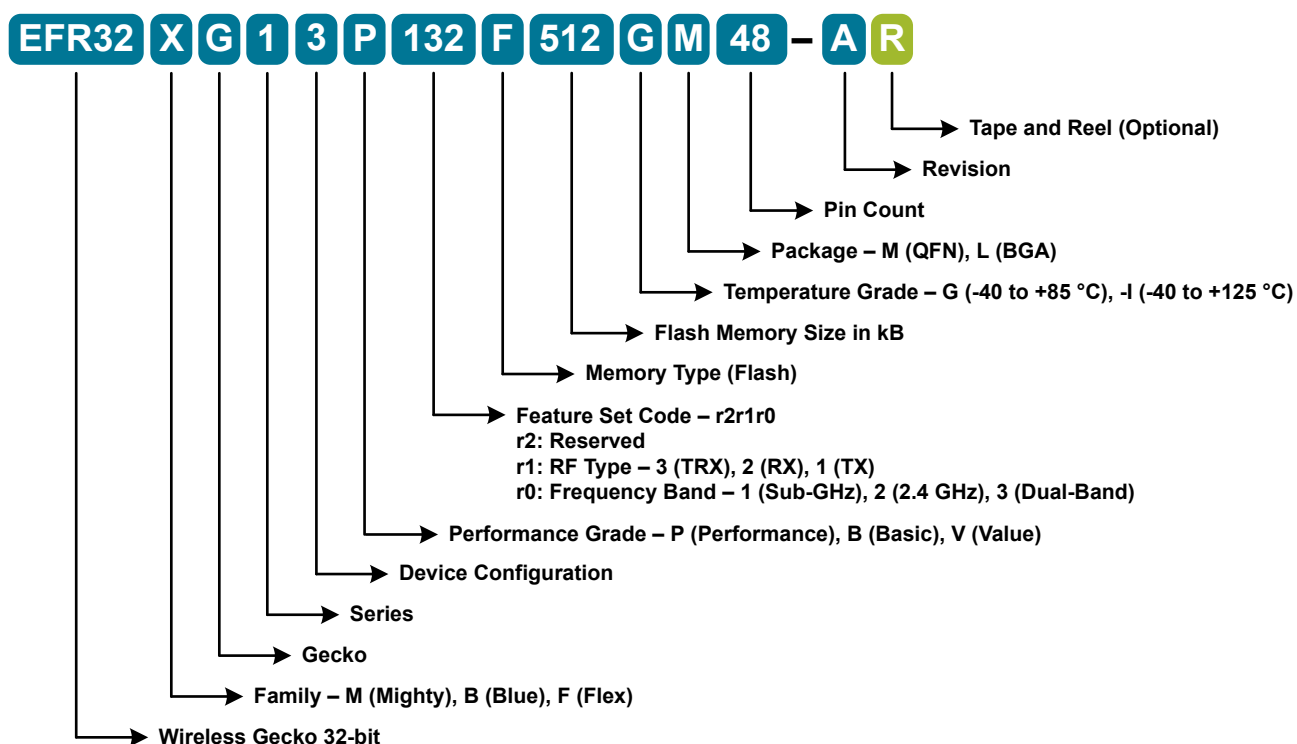 EFR32 X G 1 3 P 132 F 512 G M 48 – A R
Tape and Reel (Optional)
Revision
Pin Count
Package – M (QFN), L (BGA)
Temperature Grade – G (-40 to +85 °C), -I (-40 to +125 °C)
Flash Memory Size in kB
Memory Type (Flash)
Feature Set Code – r2r1r0
r2: Reserved
r1: RF Type – 3 (TRX), 2 (RX), 1 (TX)
r0: Frequency Band – 1 (Sub-GHz), 2 (2.4 GHz), 3 (Dual-Band)
Performance Grade – P (Performance), B (Basic), V (Value)
Device Configuration
Series
Gecko
Family – M (Mighty), B (Blue), F (Flex)
Wireless Gecko 32-bit